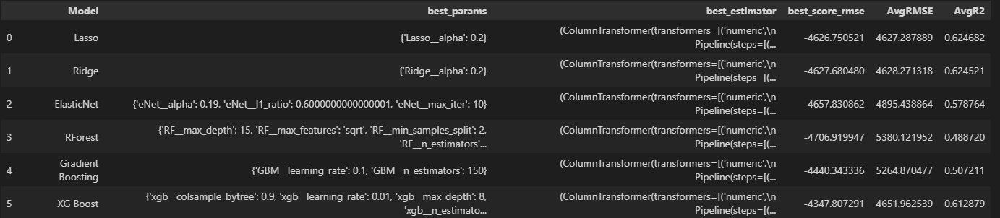 Model best_params best_estimator best_score_rmse AvgRMSE AvgR2
0 Lasso {'Lasso__alpha': 0.2} (ColumnTransformer(transformers=[('numeric',\n Pipeline(steps=[(... -4626.750521 4627.287889 0.624682
1 Ridge {'Ridge__alpha': 0.2} (ColumnTransformer(transformers=[('numeric',\n Pipeline(steps=[(... -4627.680480 4628.271318 0.624521
2 ElasticNet {'eNet__alpha': 0.19, 'eNet__l1_ratio': 0.6000000000000001, 'eNet__max_iter': 10} (ColumnTransformer(transformers=[('numeric',\n Pipeline(steps=[(... -4657.830862 4895.438864 0.578764
3 RForest {'RF__max_depth': 15, 'RF__max_features': 'sqrt', 'RF__min_samples_split': 2, 'RF__n_estimators'... (ColumnTransformer(transformers=[('numeric',\n Pipeline(steps=[(... -4706.919947 5380.121952 0.488720
4 Gradient Boosting {'GBM__learning_rate': 0.1, 'GBM__n_estimators': 150} (ColumnTransformer(transformers=[('numeric',\n Pipeline(steps=[(... -4440.343336 5264.870477 0.507211
5 XG Boost {'xgb__colsample_bytree': 0.9, 'xgb__learning_rate': 0.01, 'xgb__max_depth': 8, 'xgb__n_estimato... (ColumnTransformer(transformers=[('numeric',\n Pipeline(steps=[(... -4347.807291 4651.962539 0.612879